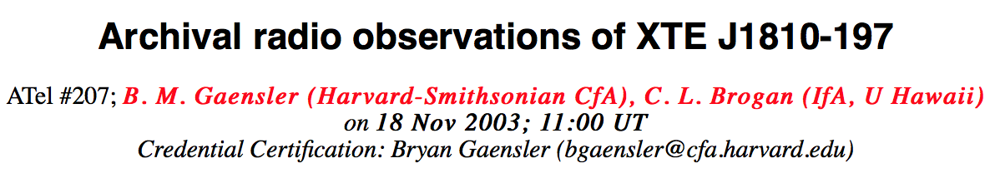 Archival radio observations of XTE J1810-197
ATel #207; B. M. Gaensler (Harvard-Smithsonian CfA), C. L. Brogan (IfA, U Hawaii)
on 18 Nov 2003; 11:00 UT
Credential Certification: Bryan Gaensler (bgaensler@cfa.harvard.edu)